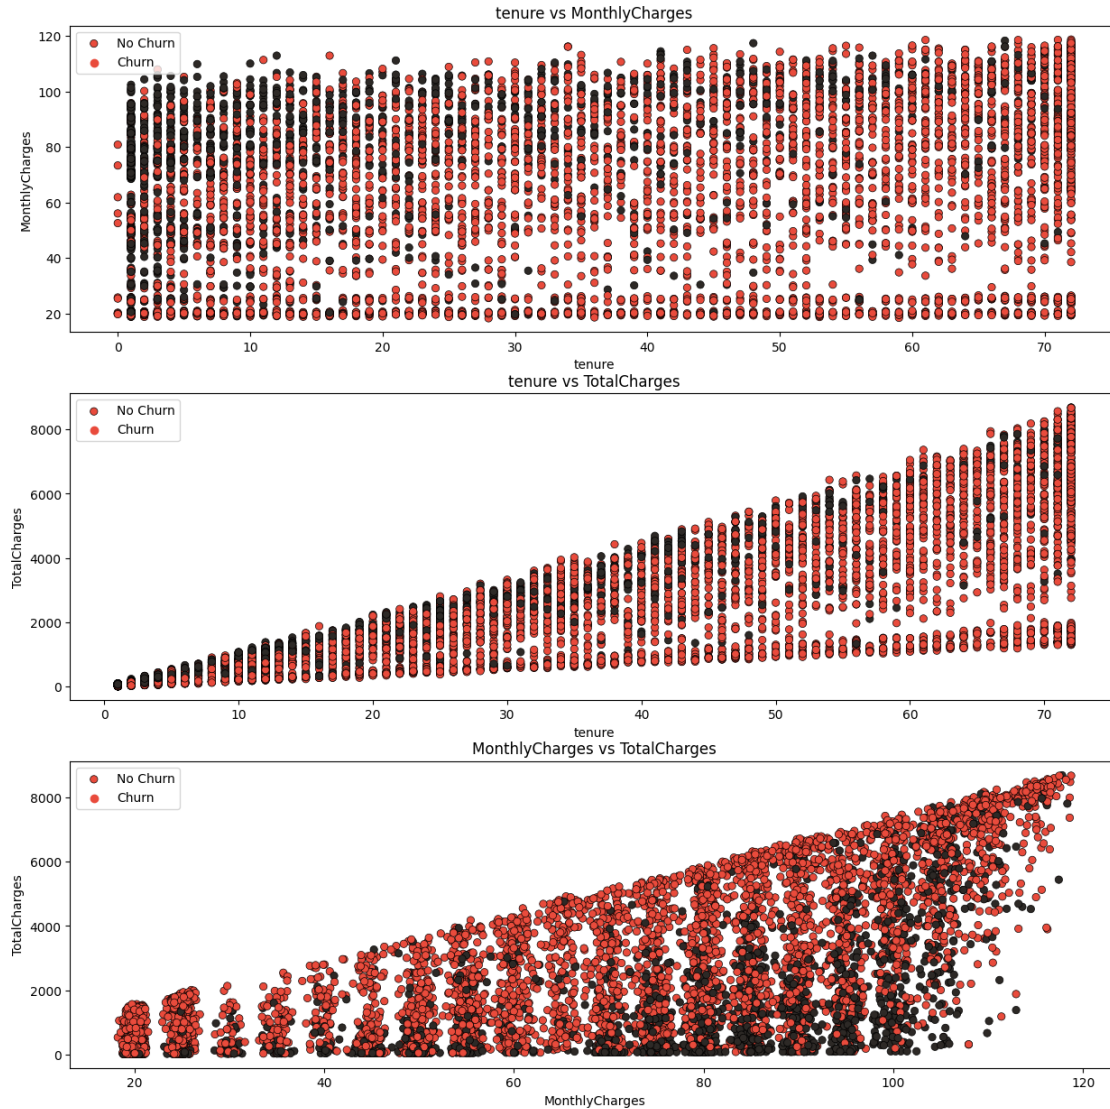 tenure vs MonthlyCharges
No Churn
Churn
MonthlyCharges
120
100
80
60
40
20
0 10 20 30 40 50 60 70
tenure
tenure vs TotalCharges
No Churn
Churn
TotalCharges
8000
6000
4000
2000
0
0 10 20 30 40 50 60 70
tenure
MonthlyCharges vs TotalCharges
No Churn
Churn
TotalCharges
8000
6000
4000
2000
0
20 40 60 80 100 120
MonthlyCharges